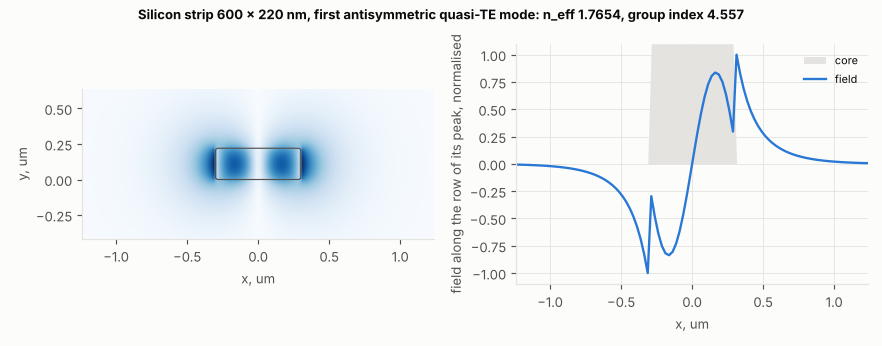 Silicon strip 600 × 220 nm, first antisymmetric quasi-TE mode: n_eff 1.7654, group index 4.557
y, um
0.50
0.25
0.00
−0.25
−1.0 −0.5 0.0 0.5 1.0
x, um
field along the row of its peak, normalised
1.00
0.75
0.50
0.25
0.00
−0.25
−0.50
−0.75
−1.00
core
field
−1.0 −0.5 0.0 0.5 1.0
x, um